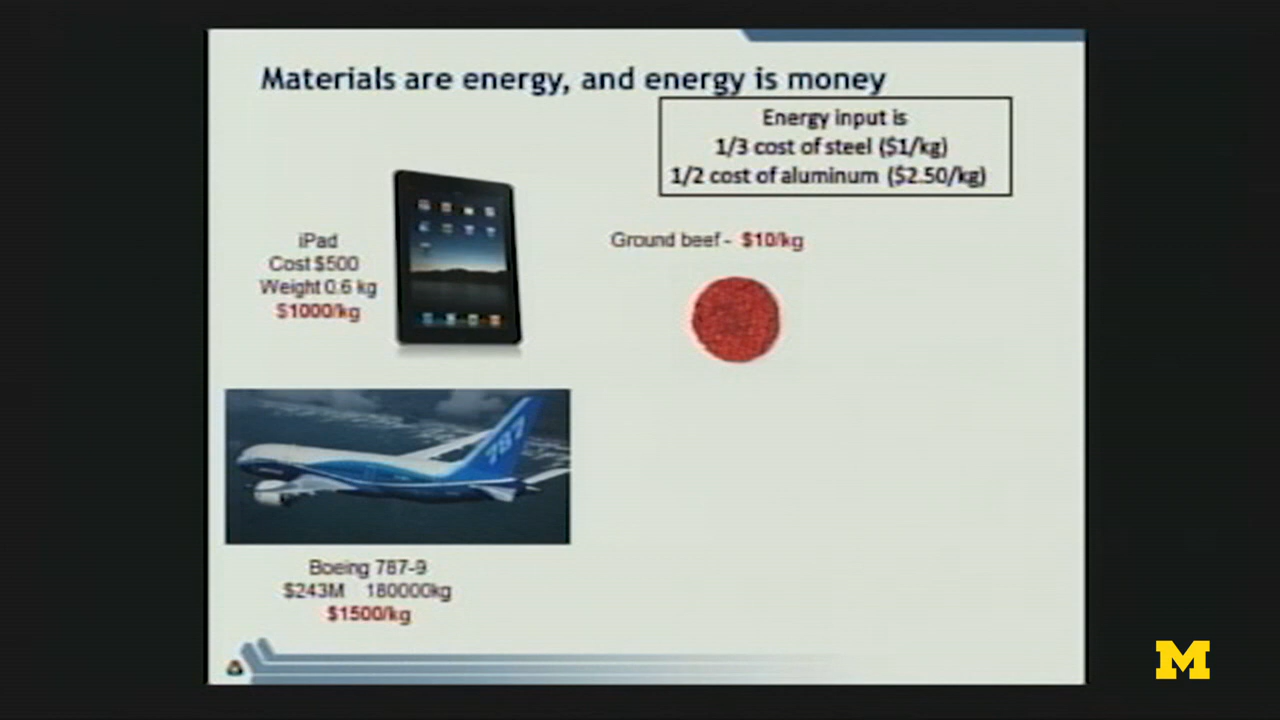 Materials are energy, and energy is money
Energy input is
1/3 cost of steel ($1/kg)
1/2 cost of aluminum ($2.50/kg)
iPad
Cost $500
Weight 0.6 kg
$1000/kg
Ground beef - $10/kg
787
Boeing 787-9
$243M 180000kg
$1500/kg
M